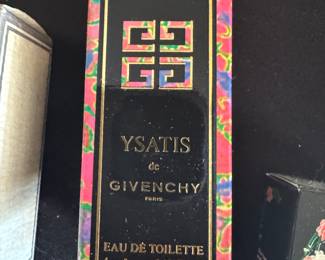 YSATIS
de
GIVENCHY
PARIS
EAU DE TOILETTE